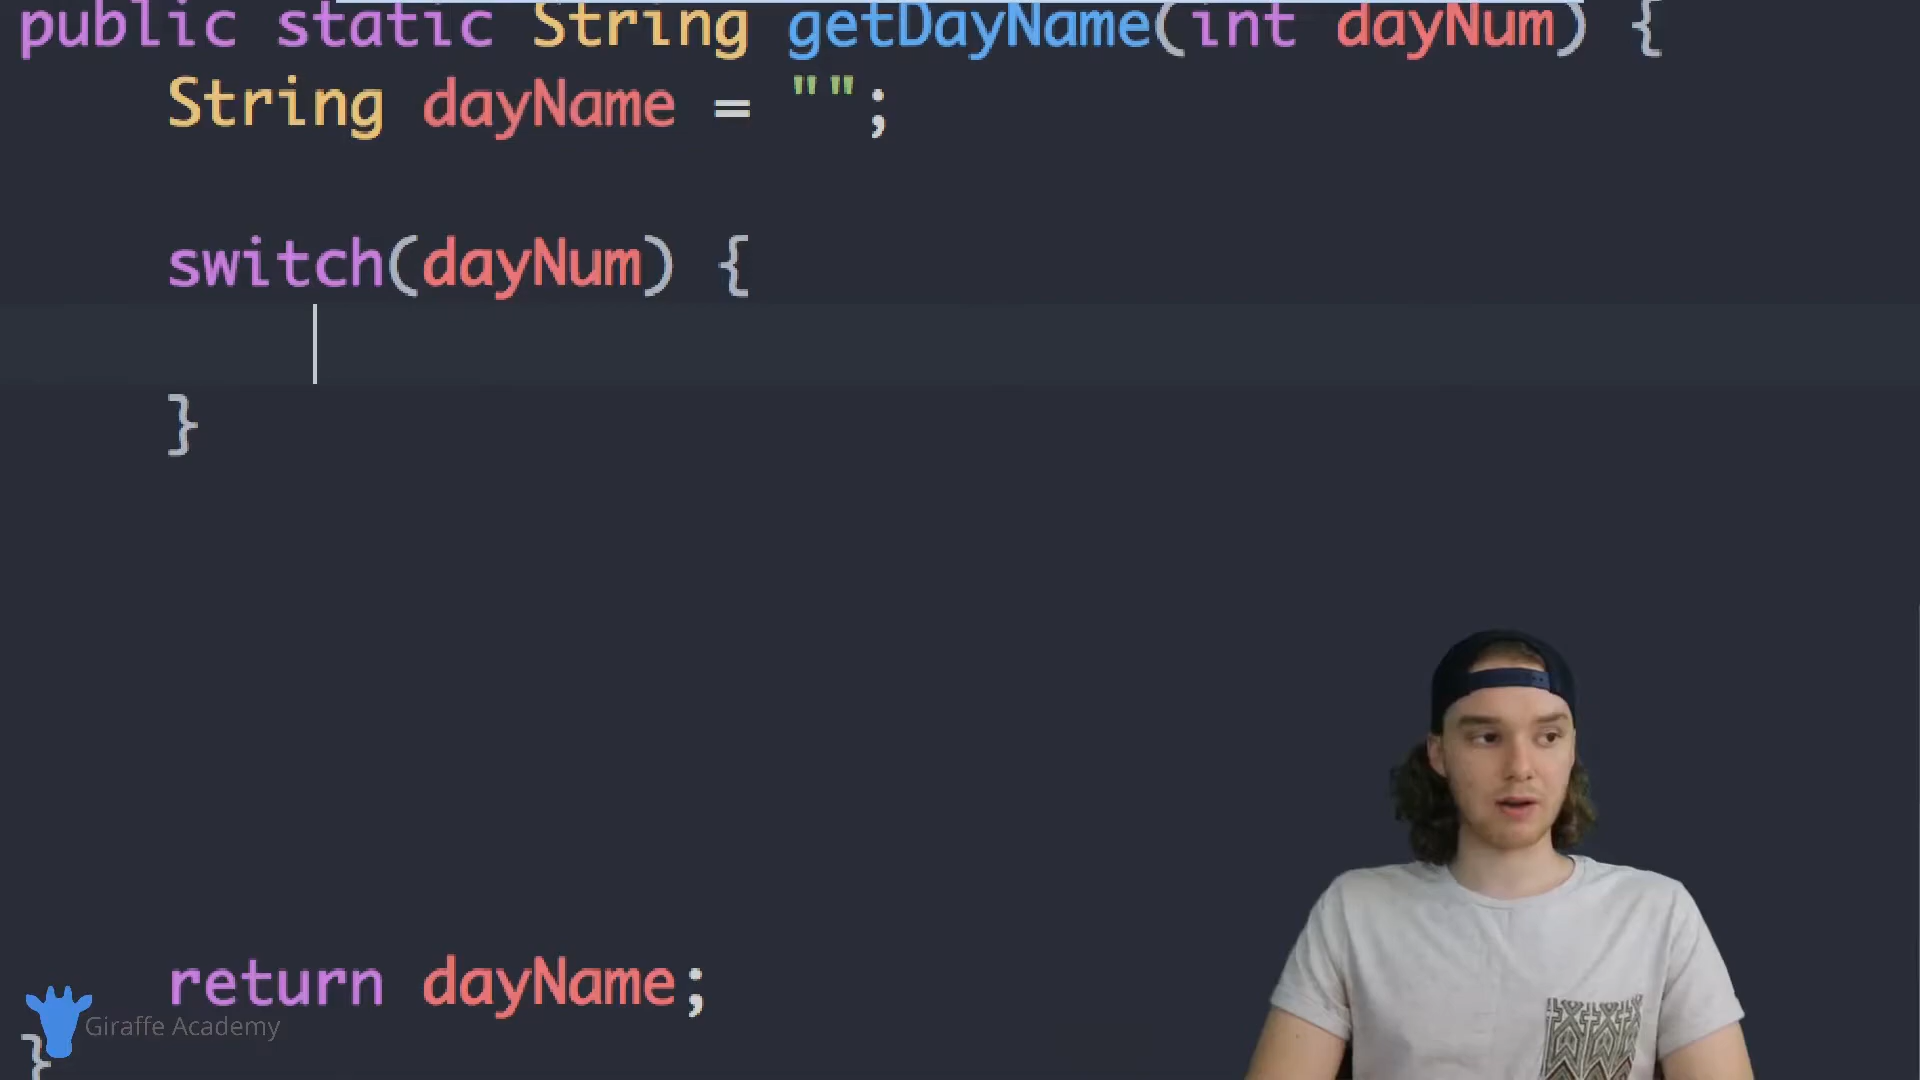 public static String getDayName(int dayNum) {
String dayName = "";
switch(dayNum) {
}
return dayName;
Giraffe Academy
}